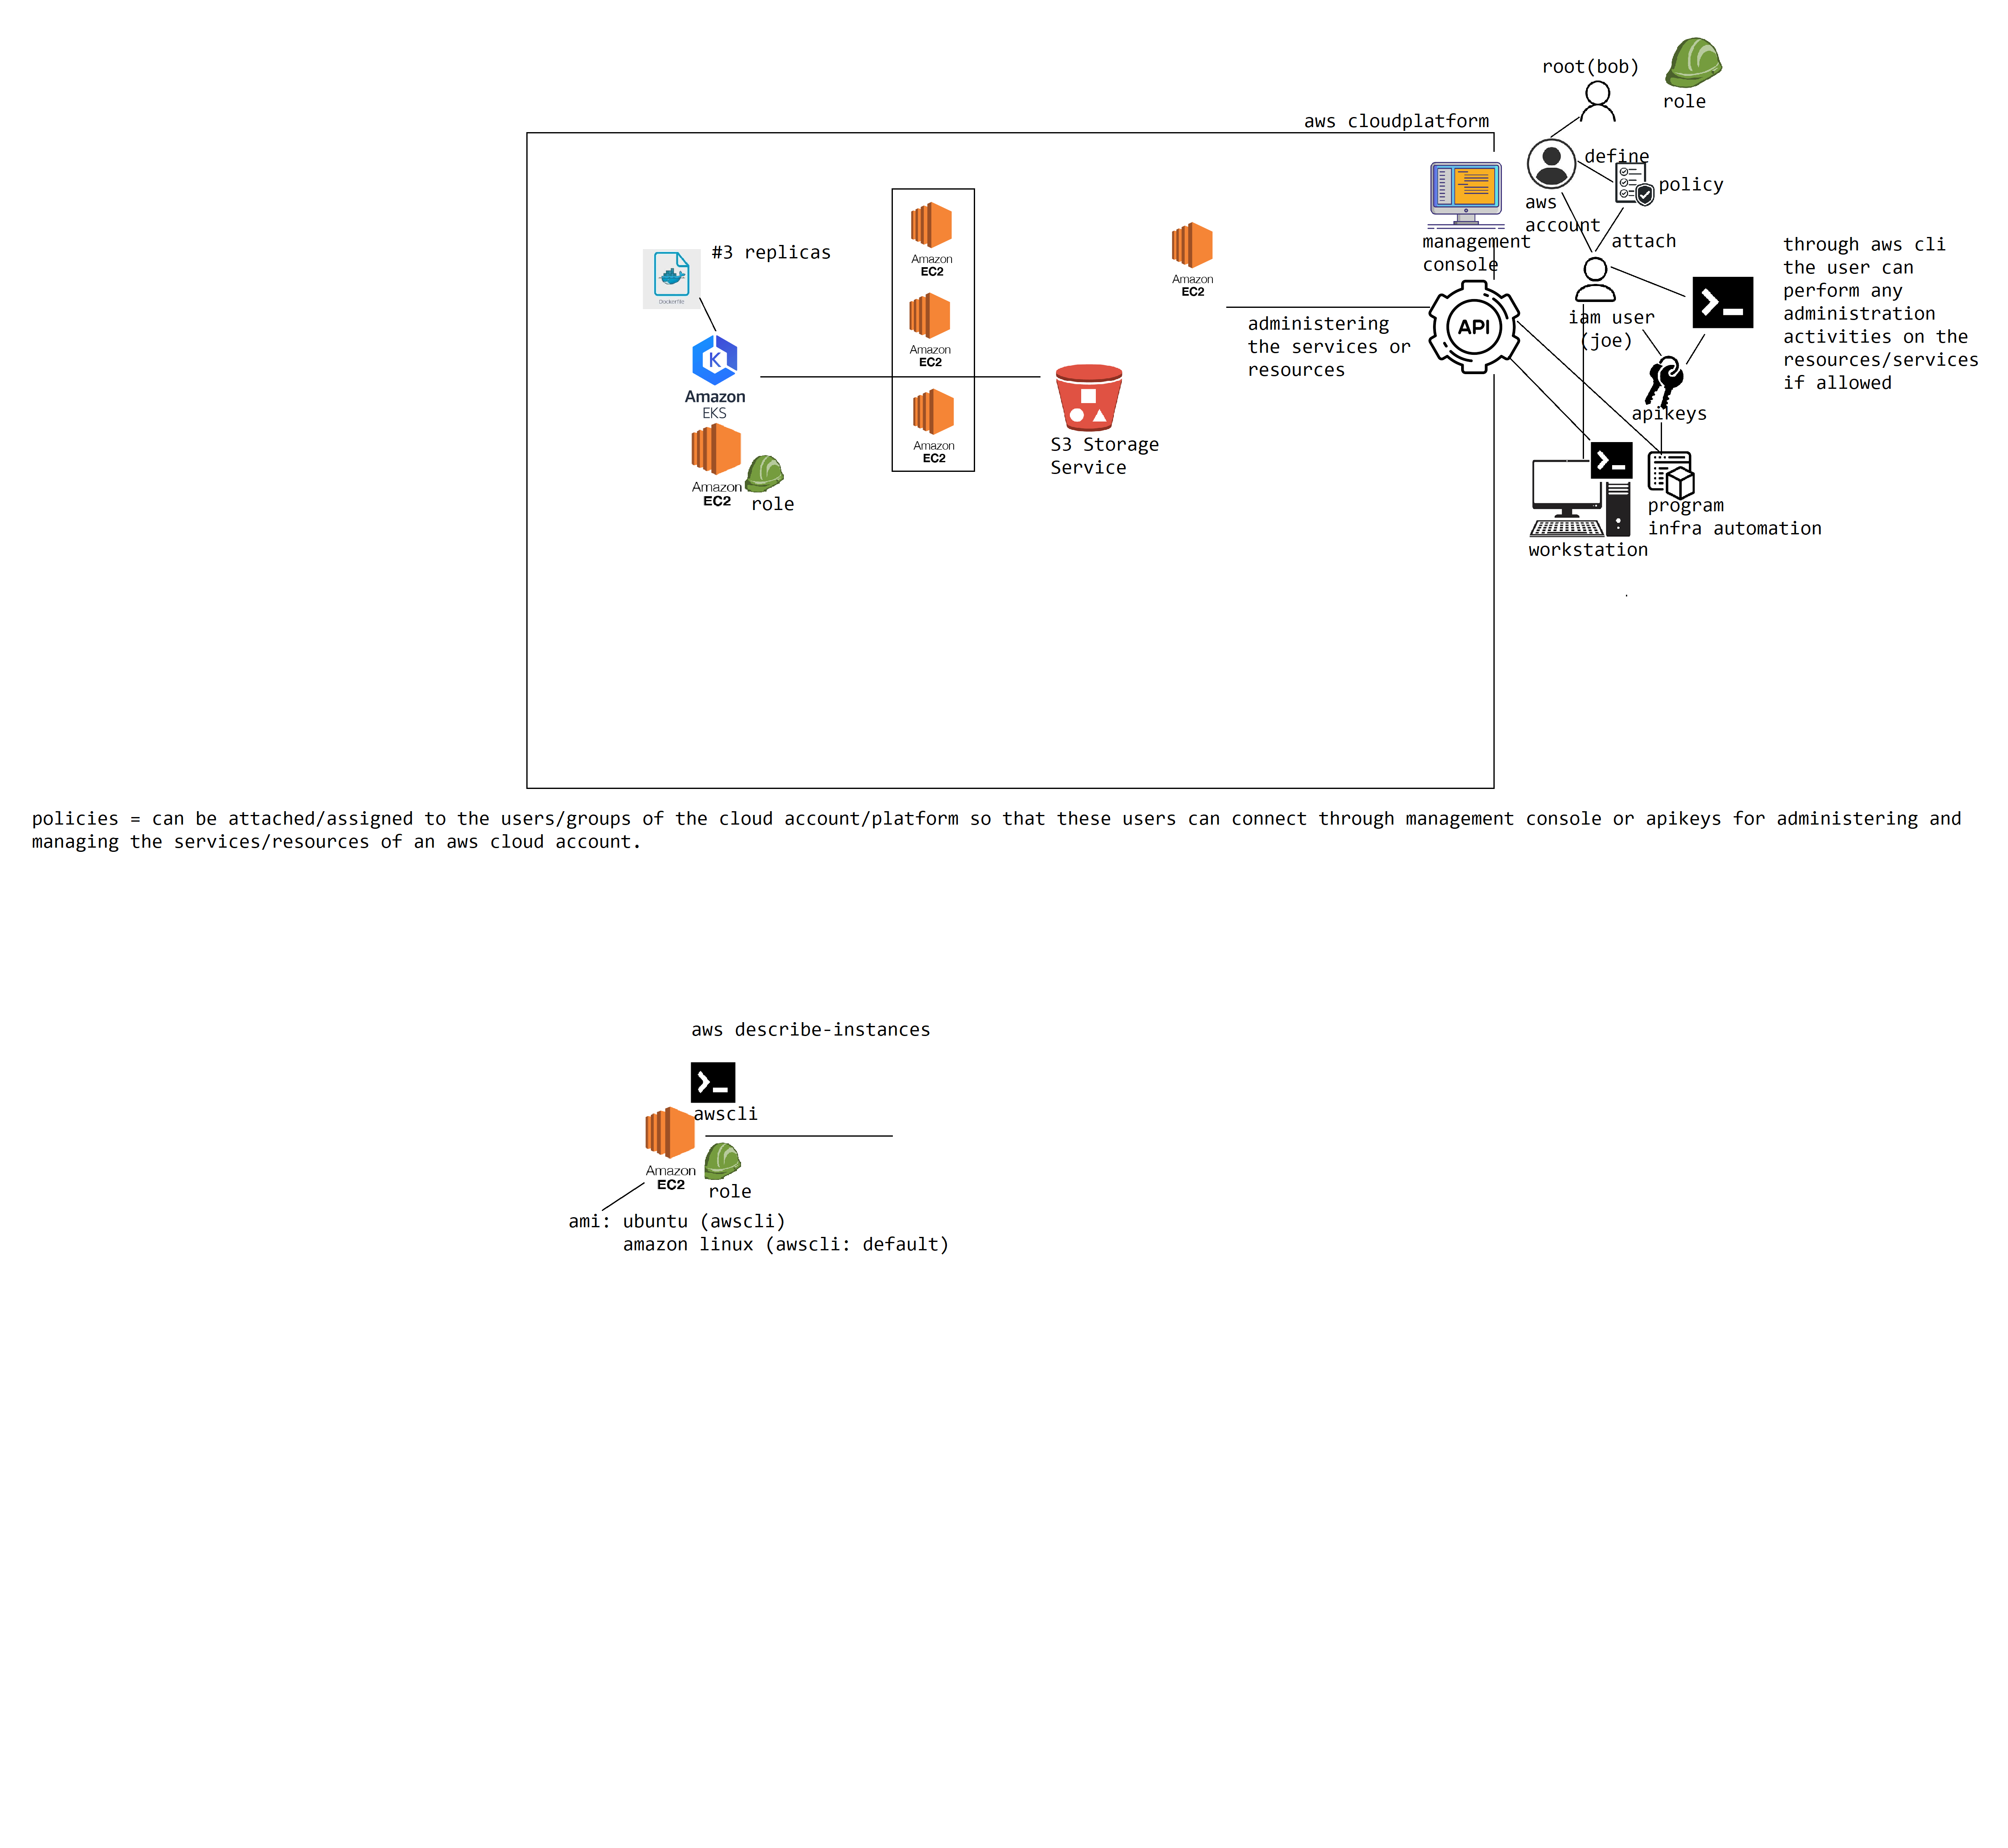 root(bob)
role
aws cloudplatform
define
policy
aws
account
attach
management
console
through aws cli
the user can
perform any
administration
activities on the
resources/services
if allowed
#3 replicas
Dockerfile
Amazon
EC2
Amazon
EC2
Amazon
EC2
Amazon
EC2
API
administering
the services or
resources
iam user
(joe)
apikeys
Amazon
EKS
Amazon
EC2
role
S3 Storage
Service
program
infra automation
workstation
policies = can be attached/assigned to the users/groups of the cloud account/platform so that these users can connect through management console or apikeys for administering and
managing the services/resources of an aws cloud account.
aws describe-instances
awscli
Amazon
EC2
role
ami: ubuntu (awscli)
amazon linux (awscli: default)